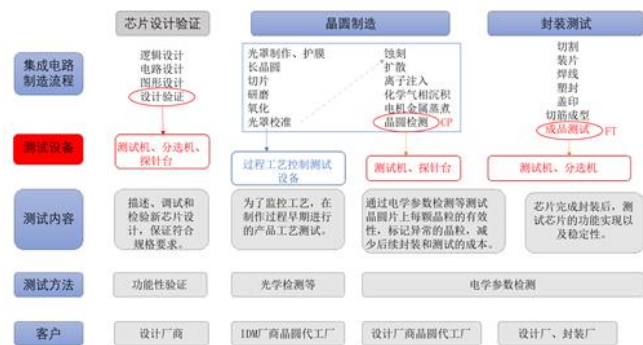 芯片设计验证
晶圆制造
封装测试
集成电路
制造流程
逻辑设计
电路设计
图形设计
设计验证
光罩制作、护膜
长晶圆
切片
研磨
氧化
光罩校准
蚀刻
扩散
离子注入
化学气相沉积
电机金属蒸煮
晶圆检测
CP
切割
装片
焊线
塑封
盖印
切筋成型
成品测试
FT
测试设备
测试机、分选机、
探针台
过程工艺控制测试
设备
测试机、探针台
测试机、分选机
测试内容
描述、调试和
检验新芯片设
计，保证符合
规格要求。
为了监控工艺，在
制作过程早期进行
的产品工艺测试。
通过电学参数检测等测试
晶圆片上每颗晶粒的有效
性，标记异常的晶粒，减
少后续封装和测试的成本。
芯片完成封装后，测
试芯片的功能实现以
及稳定性。
测试方法
功能性验证
光学检测等
电学参数检测
客户
设计厂商
IDM厂商晶圆代工厂
设计厂商晶圆代工厂
设计厂、封装厂